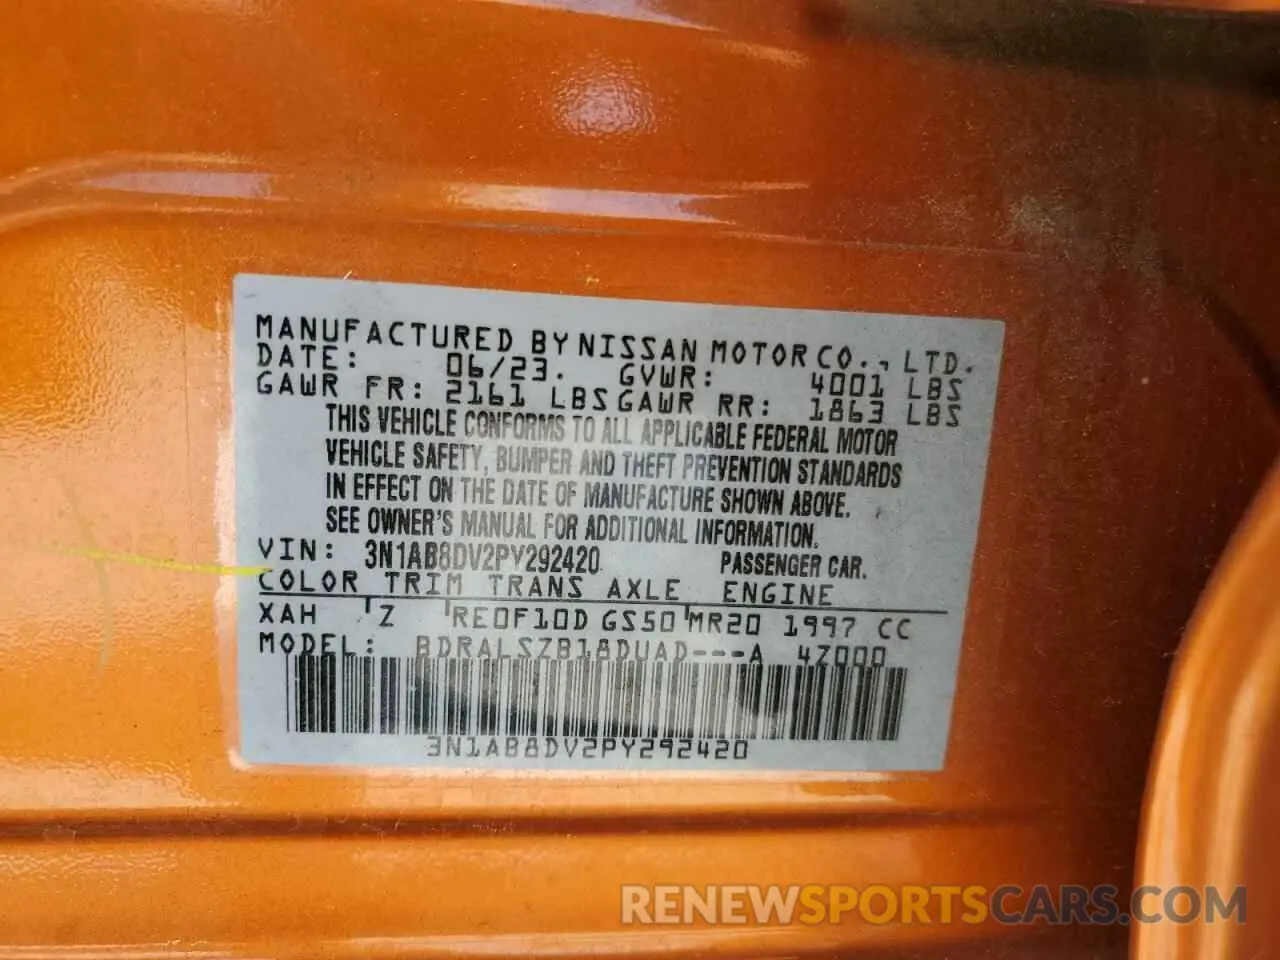 MANUFACTURED BY NISSAN MOTOR CO., LTD.
DATE: 06/23. GVWR: 4001 LBS
GAWR FR: 2161 LBS GAWR RR: 1863 LBS
THIS VEHICLE CONFORMS TO ALL APPLICABLE FEDERAL MOTOR
VEHICLE SAFETY, BUMPER AND THEFT PREVENTION STANDARDS
IN EFFECT ON THE DATE OF MANUFACTURE SHOWN ABOVE.
SEE OWNER'S MANUAL FOR ADDITIONAL INFORMATION.
VIN: 3N1AB8DV2PY292420 PASSENGER CAR.
COLOR TRIM TRANS AXLE ENGINE
XAH Z RE0F10D GS50 MR20 1997 CC
MODEL: BDRALSZB18DUAD---A 4Z000
3N1AB8DV2PY292420
RENEWSPORTSCARS.COM